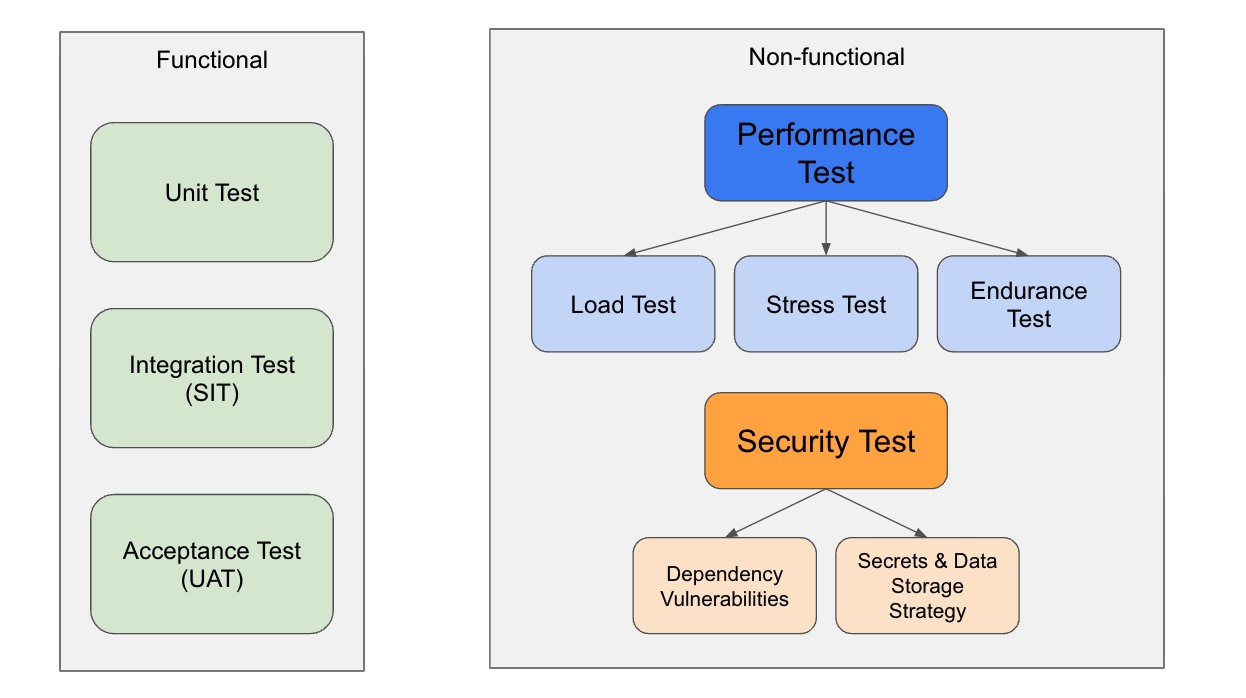 Functional
Unit Test
Integration Test
(SIT)
Acceptance Test
(UAT)
Non-functional
Performance
Test
Load Test
Stress Test
Endurance
Test
Security Test
Dependency
Vulnerabilities
Secrets & Data
Storage
Strategy